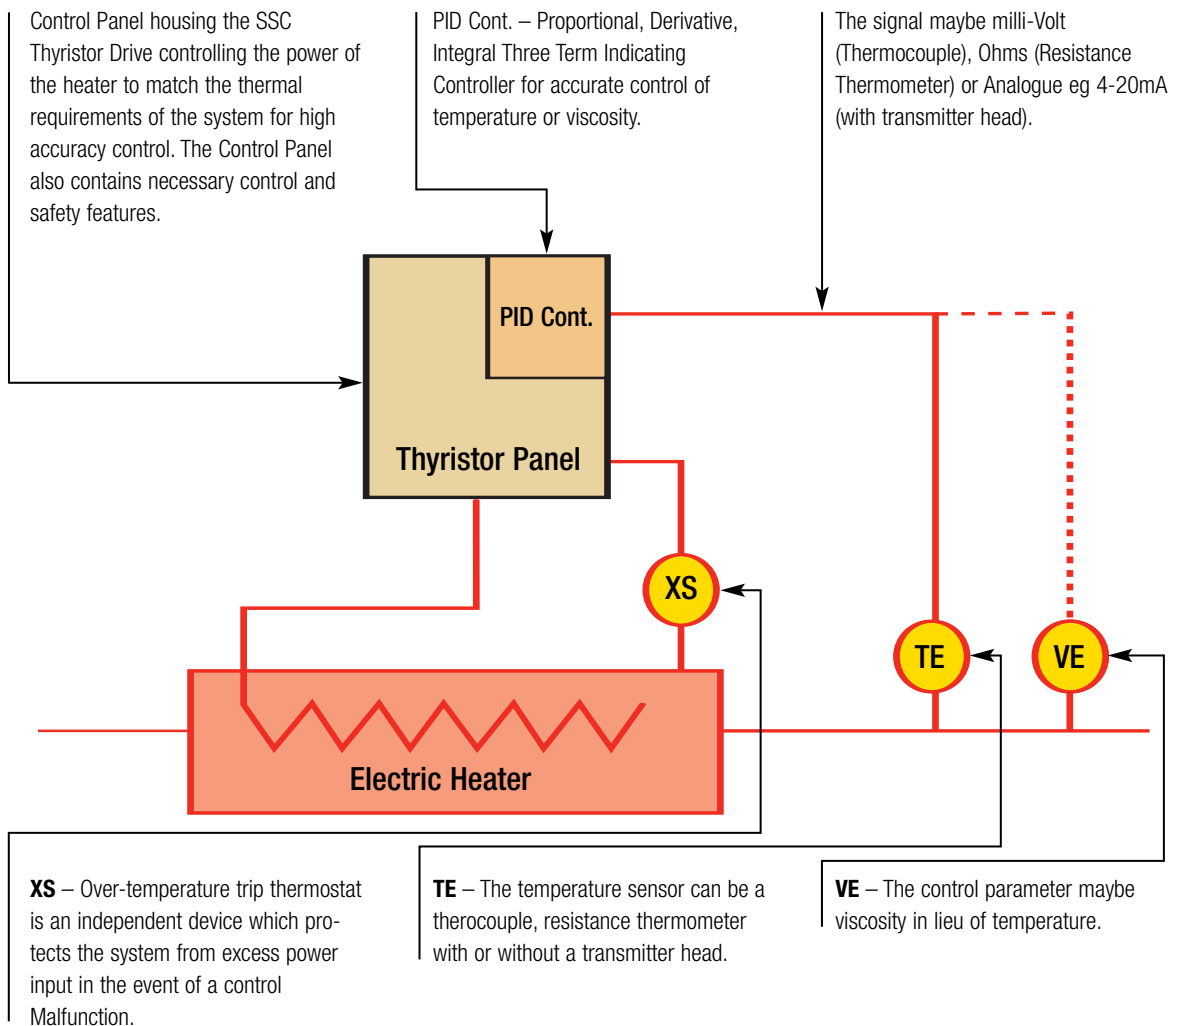 Control Panel housing the SSC
Thyristor Drive controlling the power of
the heater to match the thermal
requirements of the system for high
accuracy control. The Control Panel
also contains necessary control and
safety features.
PID Cont. – Proportional, Derivative,
Integral Three Term Indicating
Controller for accurate control of
temperature or viscosity.
The signal maybe milli-Volt
(Thermocouple), Ohms (Resistance
Thermometer) or Analogue eg 4-20mA
(with transmitter head).
PID Cont.
Thyristor Panel
XS
TE
VE
Electric Heater
XS – Over-temperature trip thermostat
is an independent device which pro-
tects the system from excess power
input in the event of a control
Malfunction.
TE – The temperature sensor can be a
therocouple, resistance thermometer
with or without a transmitter head.
VE – The control parameter maybe
viscosity in lieu of temperature.